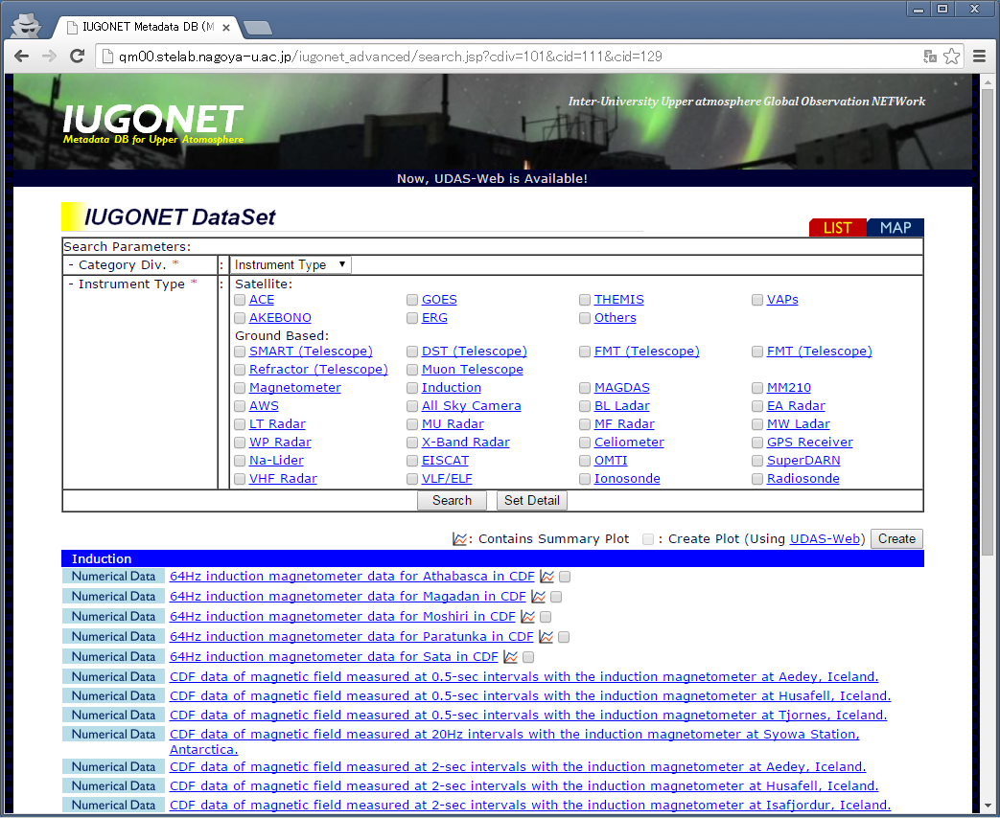 IUGONET Metadata DB (M
qm00.stelab.nagoya-u.ac.jp/iugonet_advanced/search.jsp?cdiv=101&cid=111&cid=129
Inter-University Upper atmosphere Global Observation NETWork
IUGONET
Metadata DB for Upper Atomosphere
Now, UDAS-Web is Available!
IUGONET DataSet
LIST MAP
Search Parameters:
- Category Div. * : Instrument Type
- Instrument Type * : Satellite:
ACE GOES THEMIS VAPs
AKEBONO ERG Others
Ground Based:
SMART (Telescope) DST (Telescope) FMT (Telescope) FMT (Telescope)
Refractor (Telescope) Muon Telescope
Magnetometer Induction MAGDAS MM210
AWS All Sky Camera BL Ladar EA Radar
LT Radar MU Radar MF Radar MW Ladar
WP Radar X-Band Radar Celiometer GPS Receiver
Na-Lider EISCAT OMTI SuperDARN
VHF Radar VLF/ELF Ionosonde Radiosonde
Search Set Detail
: Contains Summary Plot : Create Plot (Using UDAS-Web) Create
Induction
Numerical Data 64Hz induction magnetometer data for Athabasca in CDF
Numerical Data 64Hz induction magnetometer data for Magadan in CDF
Numerical Data 64Hz induction magnetometer data for Moshiri in CDF
Numerical Data 64Hz induction magnetometer data for Paratunka in CDF
Numerical Data 64Hz induction magnetometer data for Sata in CDF
Numerical Data CDF data of magnetic field measured at 0.5-sec intervals with the induction magnetometer at Aedey, Iceland.
Numerical Data CDF data of magnetic field measured at 0.5-sec intervals with the induction magnetometer at Husafell, Iceland.
Numerical Data CDF data of magnetic field measured at 0.5-sec intervals with the induction magnetometer at Tjornes, Iceland.
Numerical Data CDF data of magnetic field measured at 20Hz intervals with the induction magnetometer at Syowa Station,
Antarctica.
Numerical Data CDF data of magnetic field measured at 2-sec intervals with the induction magnetometer at Aedey, Iceland.
Numerical Data CDF data of magnetic field measured at 2-sec intervals with the induction magnetometer at Husafell, Iceland.
Numerical Data CDF data of magnetic field measured at 2-sec intervals with the induction magnetometer at Isafjordur, Iceland.